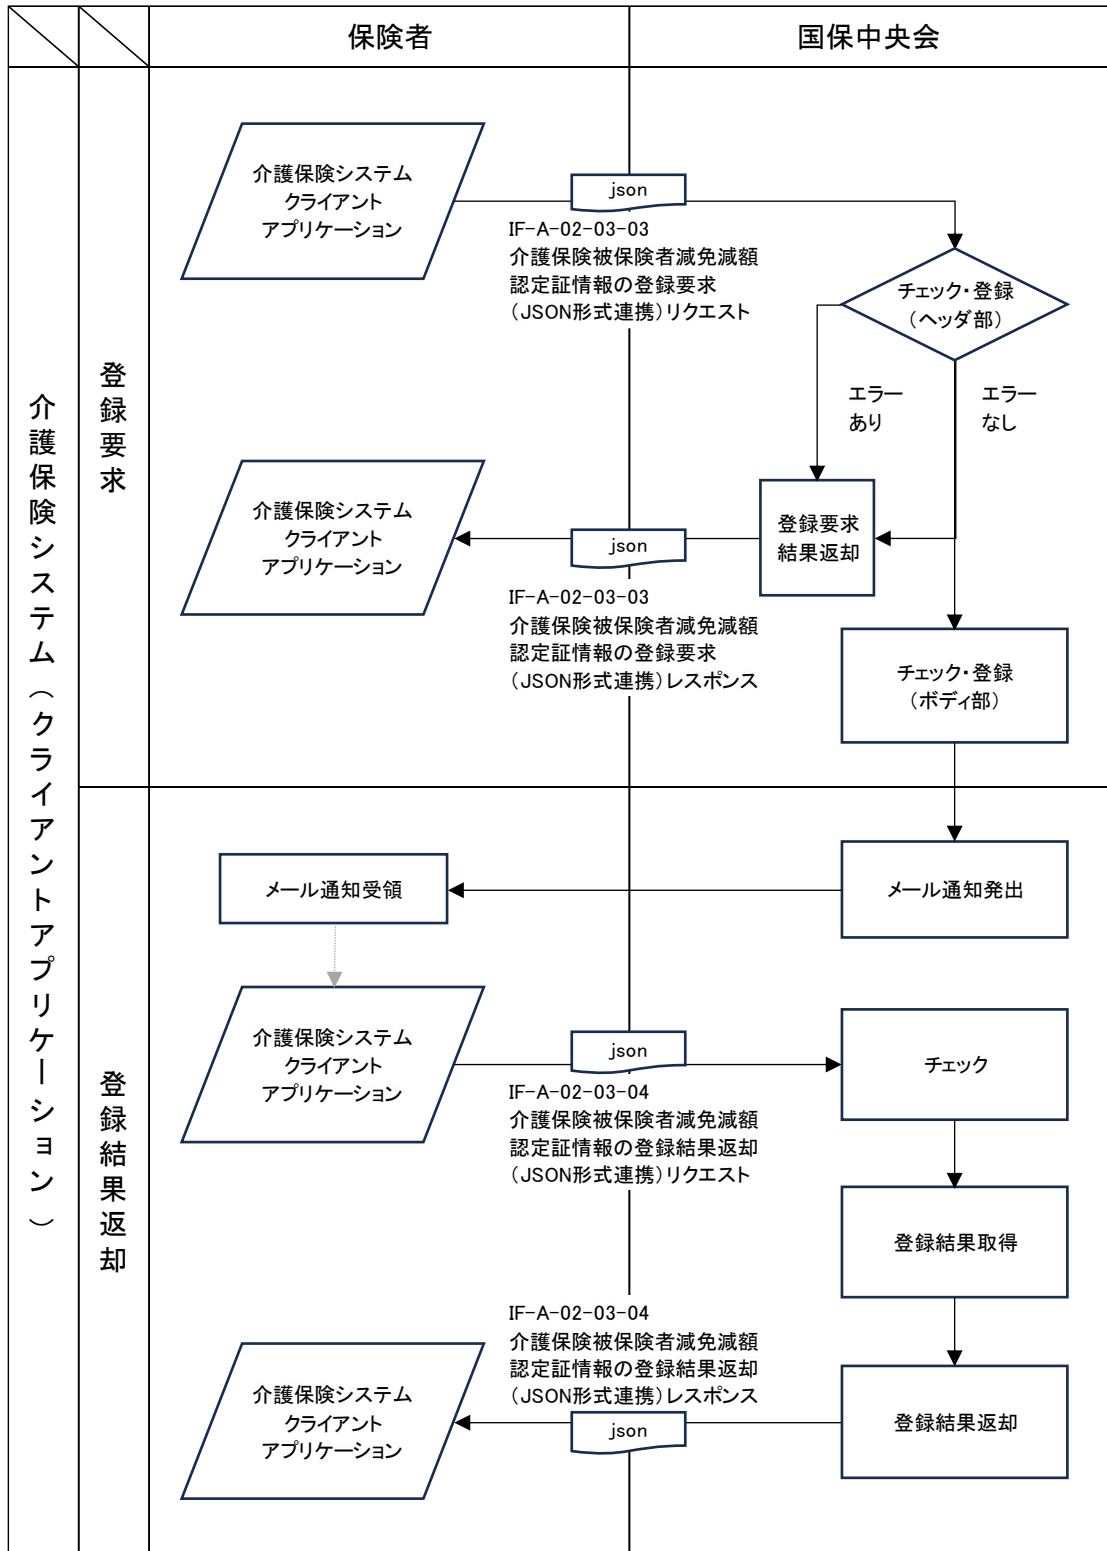 保険者
国保中央会
介護保険システム（クライアントアプリケーション）
登録要求
介護保険システム
クライアント
アプリケーション
json
IF-A-02-03-03
介護保険被保険者減免減額
認定証情報の登録要求
（JSON形式連携）リクエスト
チェック・登録
（ヘッダ部）
エラー
あり
エラー
なし
介護保険システム
クライアント
アプリケーション
json
登録要求
結果返却
IF-A-02-03-03
介護保険被保険者減免減額
認定証情報の登録要求
（JSON形式連携）レスポンス
チェック・登録
（ボディ部）
登録結果返却
メール通知受領
メール通知発出
介護保険システム
クライアント
アプリケーション
json
チェック
IF-A-02-03-04
介護保険被保険者減免減額
認定証情報の登録結果返却
（JSON形式連携）リクエスト
登録結果取得
IF-A-02-03-04
介護保険被保険者減免減額
認定証情報の登録結果返却
（JSON形式連携）レスポンス
介護保険システム
クライアント
アプリケーション
json
登録結果返却